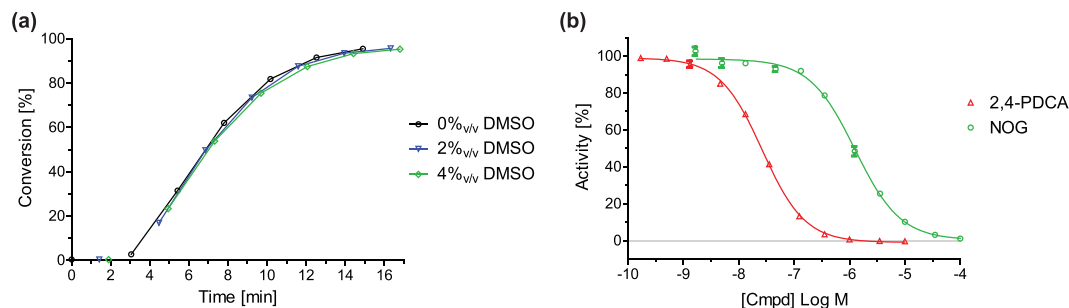 (a)
Conversion [%]
100
80
60
40
20
0
0 2 4 6 8 10 12 14 16
Time [min]
0%v/v DMSO
2%v/v DMSO
4%v/v DMSO
(b)
Activity [%]
100
80
60
40
20
0
-10 -9 -8 -7 -6 -5 -4
[Cmpd] Log M
2,4-PDCA
NOG